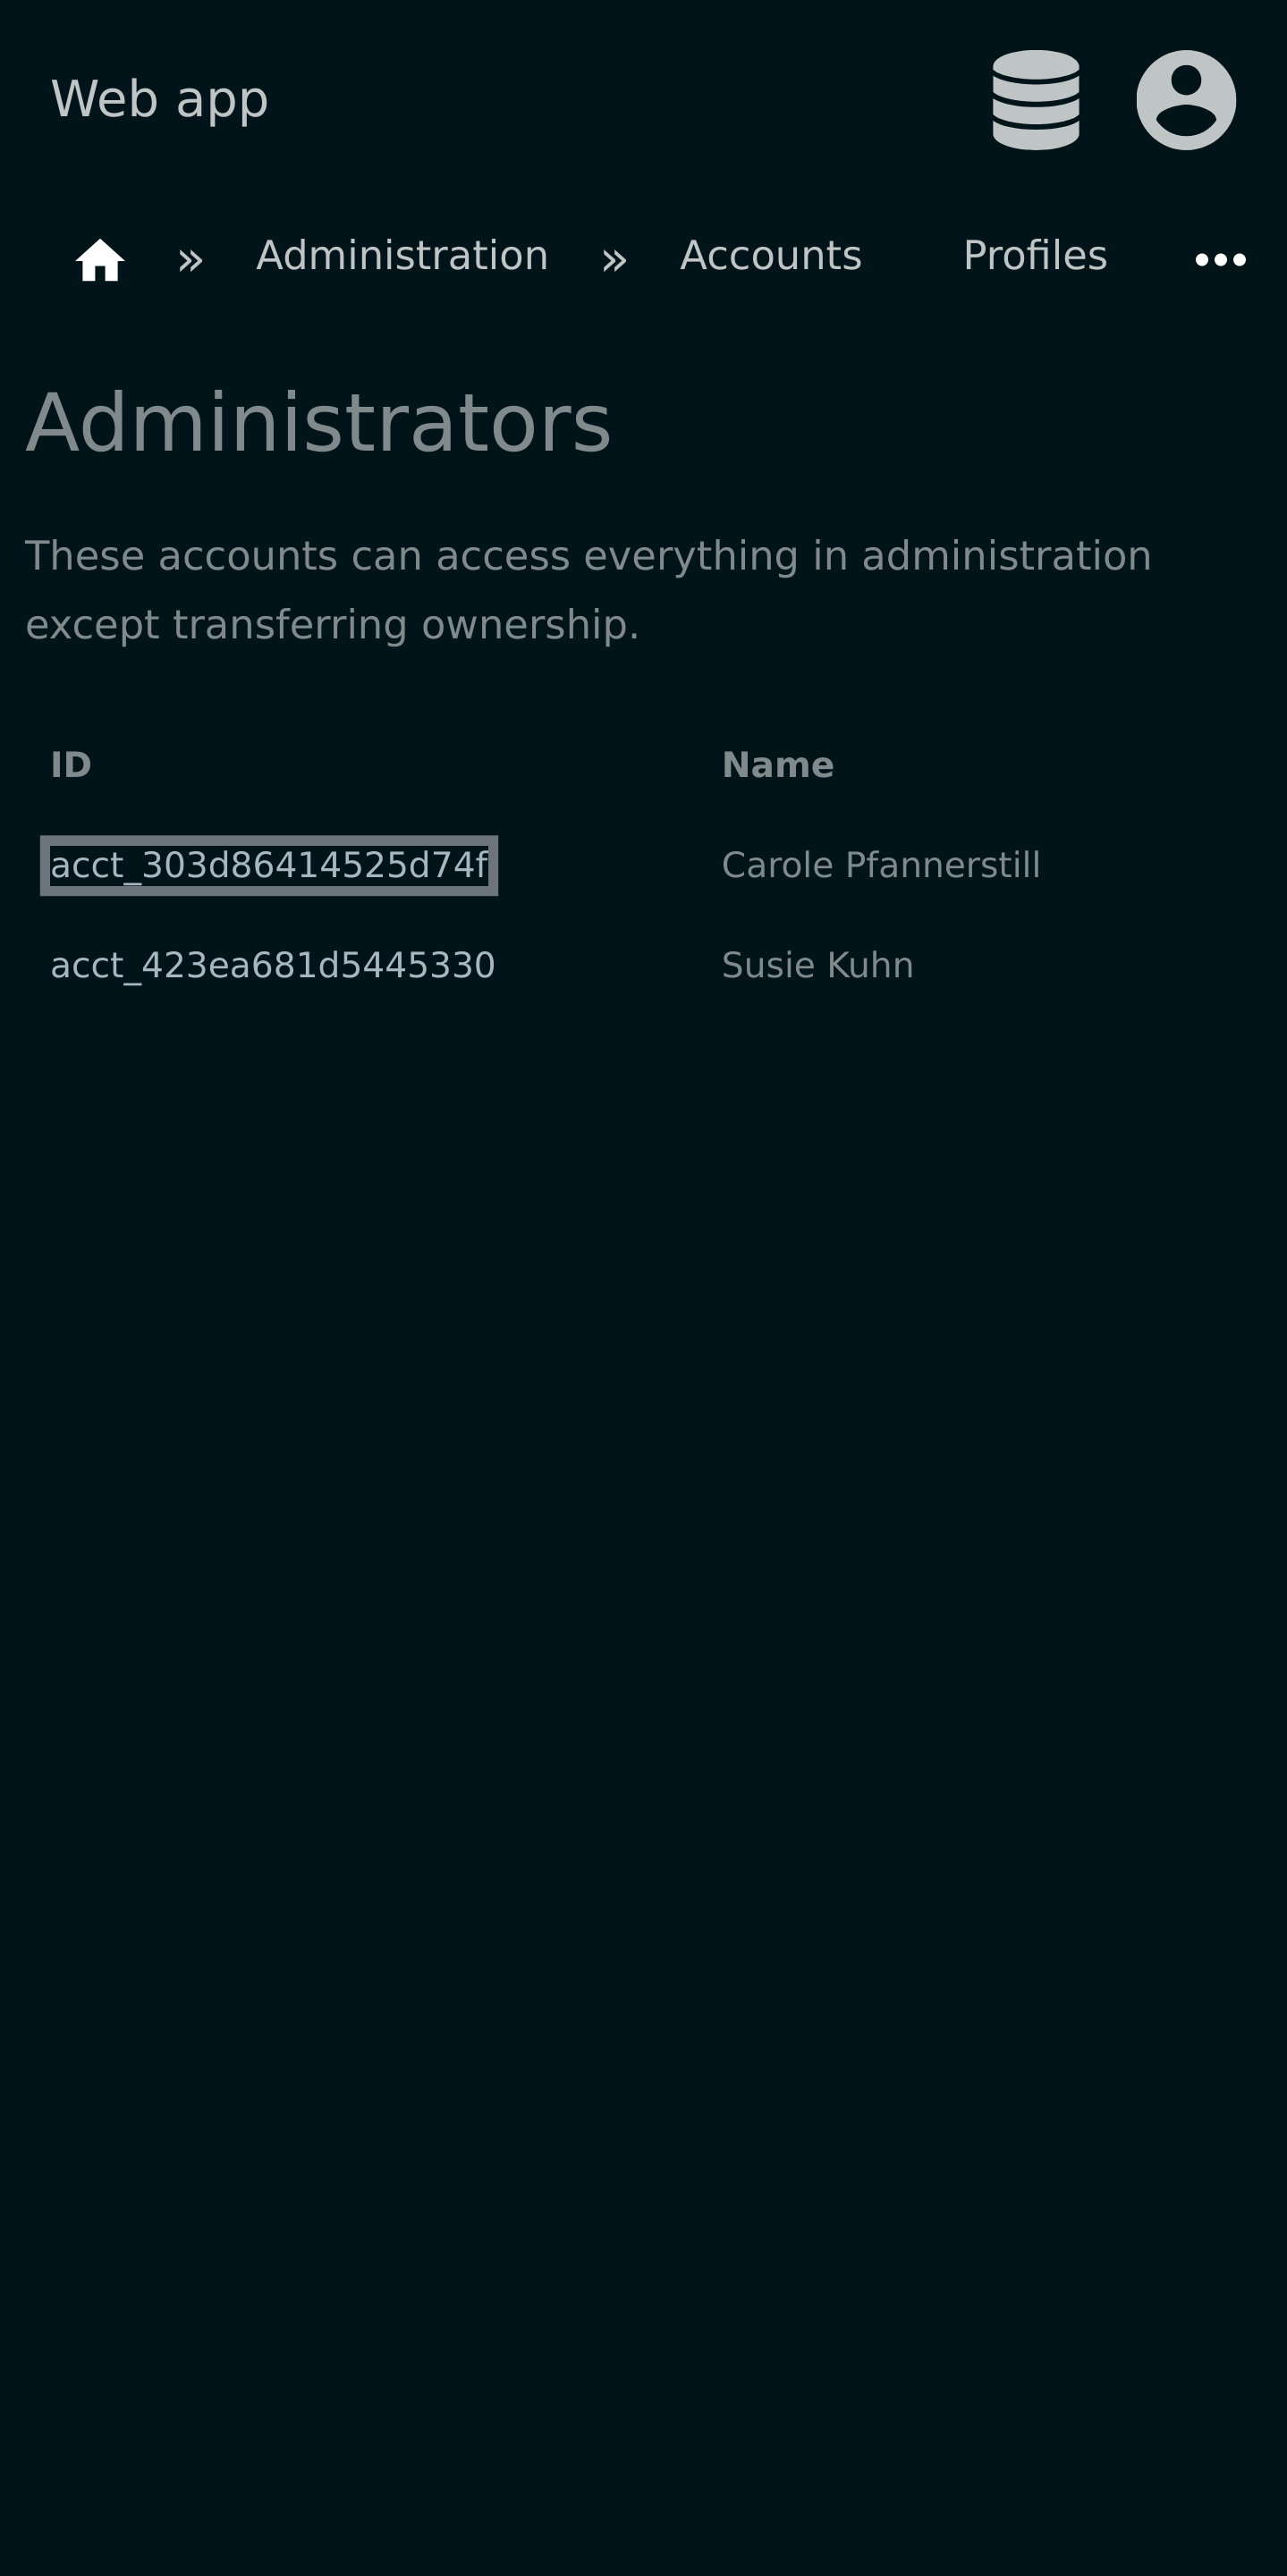 Web app
» Administration » Accounts Profiles •••
Administrators
These accounts can access everything in administration
except transferring ownership.
ID Name
acct_303d86414525d74f Carole Pfannerstill
acct_423ea681d5445330 Susie Kuhn